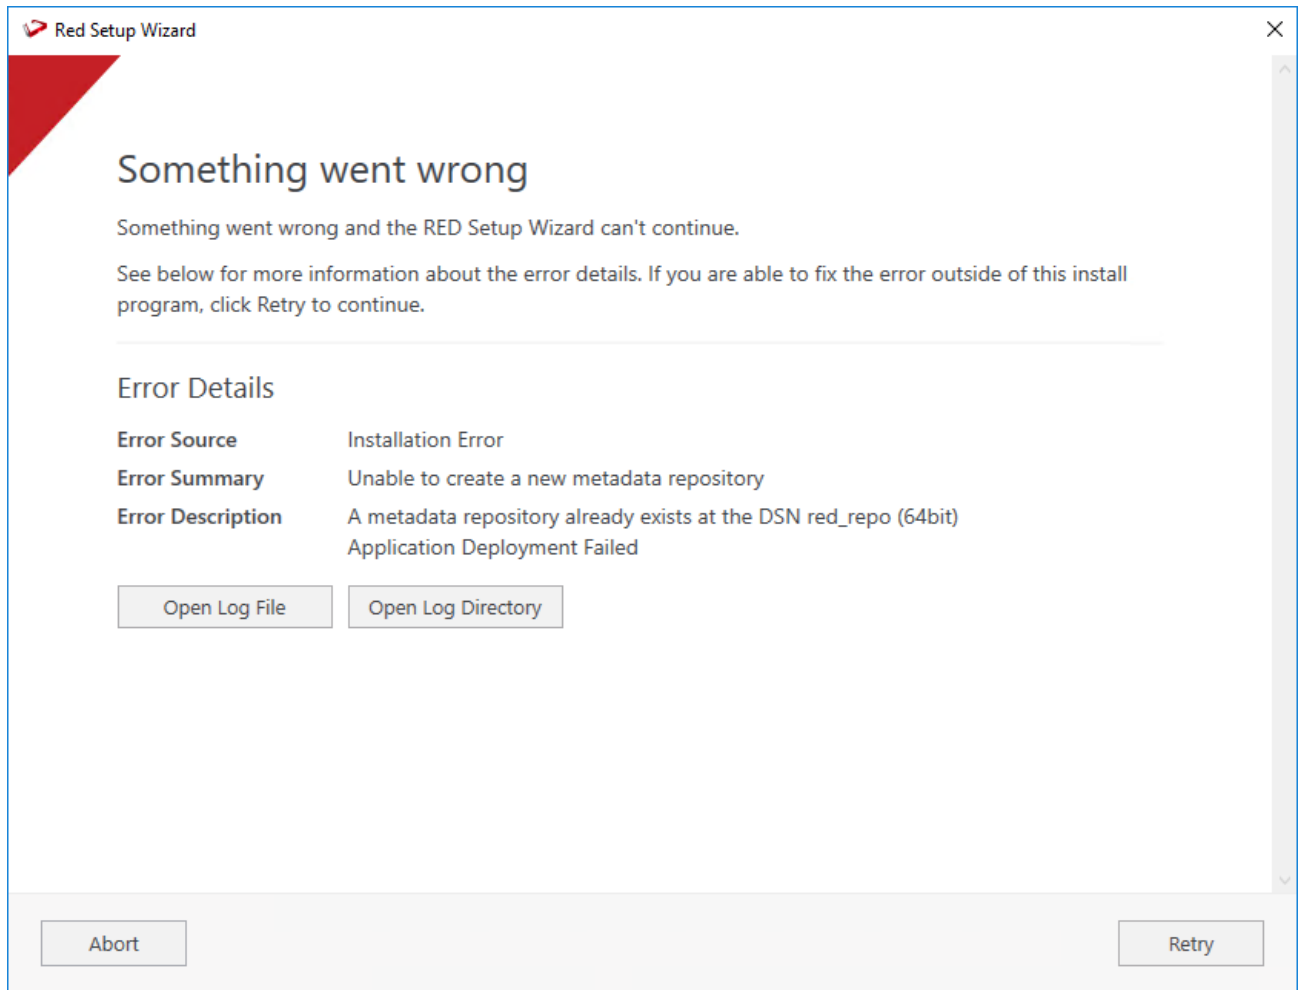 Red Setup Wizard
Something went wrong
Something went wrong and the RED Setup Wizard can't continue.
See below for more information about the error details. If you are able to fix the error outside of this install
program, click Retry to continue.
Error Details
Error Source Installation Error
Error Summary Unable to create a new metadata repository
Error Description A metadata repository already exists at the DSN red_repo (64bit)
Application Deployment Failed
Open Log File Open Log Directory
Abort Retry